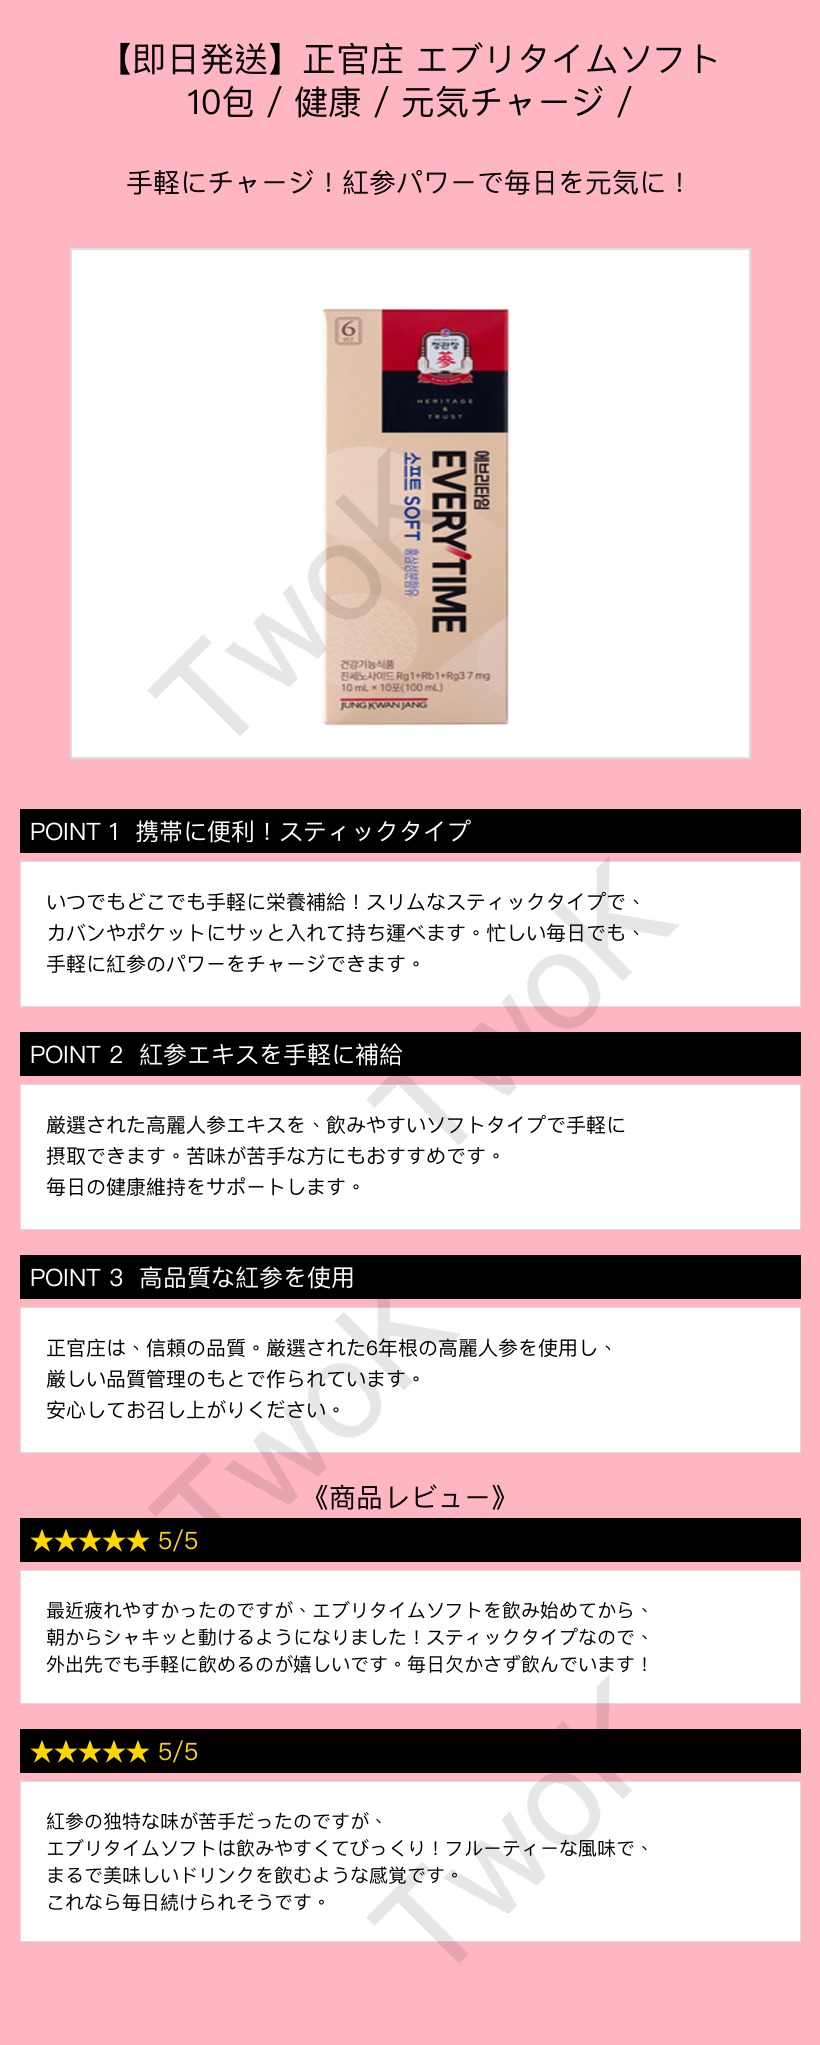 【即日発送】正官庄 エブリタイムソフト
10包 / 健康 / 元気チャージ /
手軽にチャージ！紅参パワーで毎日を元気に！
6
정관장
蔘
HERITAGE
&
TRUST
에브리타임
EVERYTIME
소프트 SOFT 홍삼성분함유
건강기능식품
진세노사이드 Rg1+Rb1+Rg3 7 mg
10 mL × 10포(100 mL)
JUNG KWAN JANG
TwoK
POINT 1 携帯に便利！スティックタイプ
いつでもどこでも手軽に栄養補給！スリムなスティックタイプで、
カバンやポケットにサッと入れて持ち運べます。忙しい毎日でも、
手軽に紅参のパワーをチャージできます。
TwoK
POINT 2 紅参エキスを手軽に補給
厳選された高麗人参エキスを、飲みやすいソフトタイプで手軽に
摂取できます。苦味が苦手な方にもおすすめです。
毎日の健康維持をサポートします。
POINT 3 高品質な紅参を使用
正官庄は、信頼の品質。厳選された6年根の高麗人参を使用し、
厳しい品質管理のもとで作られています。
安心してお召し上がりください。
TwoK
《商品レビュー》
★★★★★ 5/5
最近疲れやすかったのですが、エブリタイムソフトを飲み始めてから、
朝からシャキッと動けるようになりました！スティックタイプなので、
外出先でも手軽に飲めるのが嬉しいです。毎日欠かさず飲んでいます！
★★★★★ 5/5
紅参の独特な味が苦手だったのですが、
エブリタイムソフトは飲みやすくてびっくり！フルーティーな風味で、
まるで美味しいドリンクを飲むような感覚です。
これなら毎日続けられそうです。
TwoK